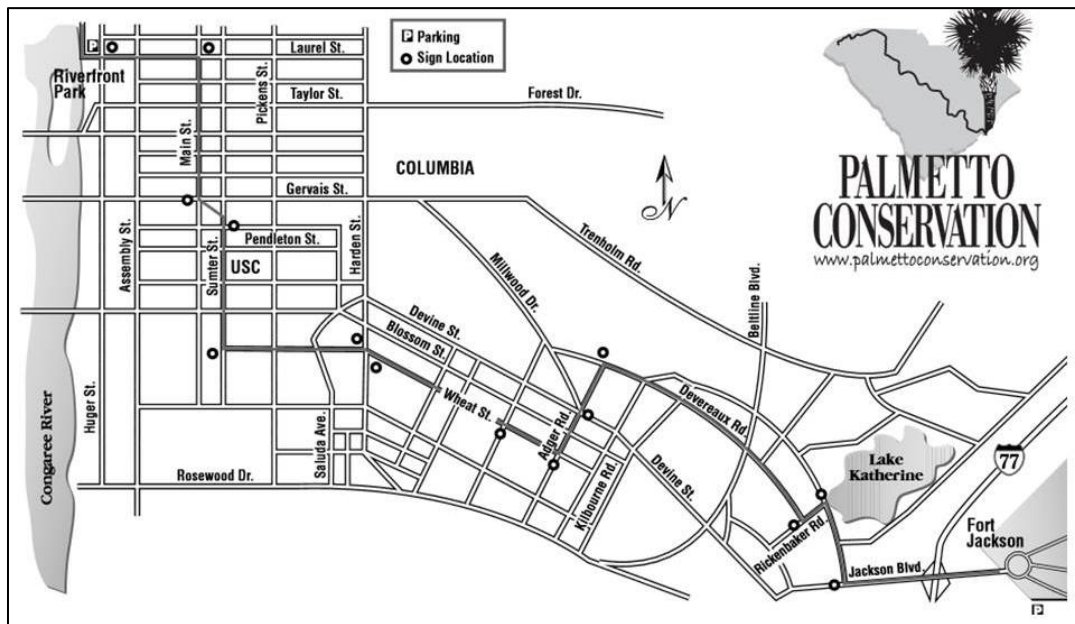 P Parking
Sign Location
Laurel St.
Riverfront
Park
P
Pickens St.
Taylor St.
Forest Dr.
Main St.
COLUMBIA
N
PALMETTO
CONSERVATION
www.palmettoconservation.org
Gervais St.
Assembly St.
Sumter St.
Pendleton St.
USC
Harden St.
Trenholm Rd.
Millwood Dr.
Beltline Blvd.
Devine St.
Blossom St.
Huger St.
Wheat St.
Adger Rd.
Devereaux Rd.
Congaree River
Saluda Ave.
Rosewood Dr.
Kilbourne Rd.
Devine St.
Lake
Katherine
77
Fort
Jackson
Rickenbaker Rd.
Jackson Blvd.
P